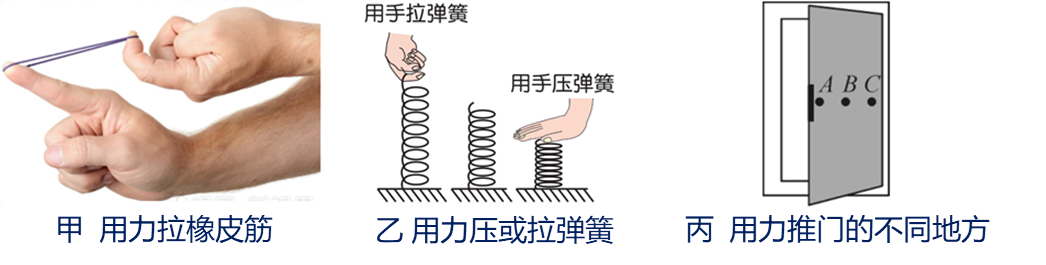 用手拉弹簧
用手压弹簧
A B C
甲 用力拉橡皮筋
乙 用力压或拉弹簧
丙 用力推门的不同地方